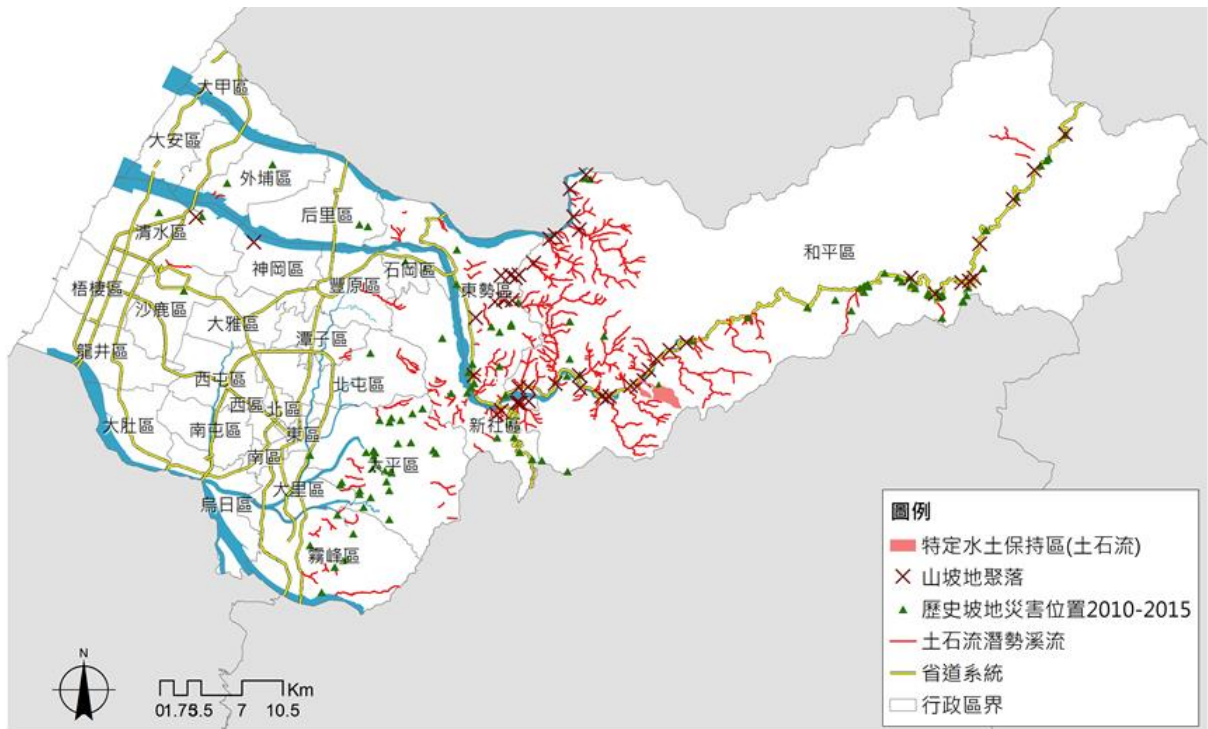 大甲區
大安區
外埔區
后里區
清水區
神岡區
石岡區
和平區
豐原區
東勢區
梧棲區
沙鹿區
大雅區
潭子區
龍井區
西屯區
北屯區
西區
北區
大肚區
南屯區
東區
新社區
南區
太平區
大里區
烏日區
霧峰區
圖例
特定水土保持區(土石流)
山坡地聚落
歷史坡地災害位置2010-2015
土石流潛勢溪流
省道系統
行政區界
N
Km
01.753.5 7 10.5